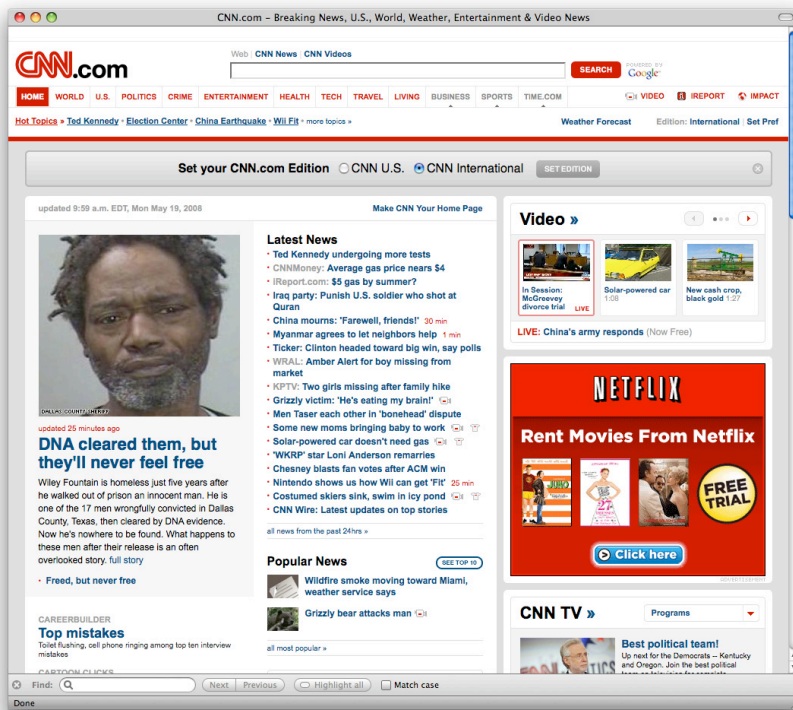 CNN.com – Breaking News, U.S., World, Weather, Entertainment & Video News
CNN.com
Web CNN News CNN Videos
SEARCH
POWERED BY
Google
HOME WORLD U.S. POLITICS CRIME ENTERTAINMENT HEALTH TECH TRAVEL LIVING BUSINESS SPORTS TIME.COM VIDEO IREPORT IMPACT
Hot Topics » Ted Kennedy • Election Center • China Earthquake • Wii Fit • more topics »
Weather Forecast
Edition: International Set Pref
Set your CNN.com Edition CNN U.S. CNN International SET EDITION
updated 9:59 a.m. EDT, Mon May 19, 2008
Make CNN Your Home Page
DALLAS COUNTY SHERIFF
updated 25 minutes ago
DNA cleared them, but
they'll never feel free
Wiley Fountain is homeless just five years after
he walked out of prison an innocent man. He is
one of the 17 men wrongfully convicted in Dallas
County, Texas, then cleared by DNA evidence.
Now he's nowhere to be found. What happens to
these men after their release is an often
overlooked story. full story
• Freed, but never free
CAREERBUILDER
Top mistakes
Toilet flushing, cell phone ringing among top ten interview
mistakes
CARTOON CLICKS
Latest News
• Ted Kennedy undergoing more tests
• CNNMoney: Average gas price nears $4
• iReport.com: $5 gas by summer?
• Iraq party: Punish U.S. soldier who shot at
Quran
• China mourns: 'Farewell, friends!' 30 min
• Myanmar agrees to let neighbors help 1 min
• Ticker: Clinton headed toward big win, say polls
• WRAL: Amber Alert for boy missing from
market
• KPTV: Two girls missing after family hike
• Grizzly victim: 'He's eating my brain!'
• Men Taser each other in 'bonehead' dispute
• Some new moms bringing baby to work
• Solar-powered car doesn't need gas
• 'WKRP' star Loni Anderson remarries
• Chesney blasts fan votes after ACM win
• Nintendo shows us how Wii can get 'Fit' 25 min
• Costumed skiers sink, swim in icy pond
• CNN Wire: Latest updates on top stories
all news from the past 24hrs »
Popular News
SEE TOP 10
Wildfire smoke moving toward Miami,
weather service says
Grizzly bear attacks man
all most popular »
Video »
In Session:
McGreevey
divorce trial LIVE
Solar-powered car
1:08
New cash crop,
black gold 1:27
LIVE: China's army responds (Now Free)
NETFLIX
Rent Movies From Netflix
JUNO
27
FREE
TRIAL
Click here
ADVERTISEMENT
CNN TV »
Programs
Best political team!
Up next for the Democrats -- Kentucky
and Oregon. Join the best political
team on television for complete
Find: Next Previous Highlight all Match case
Done